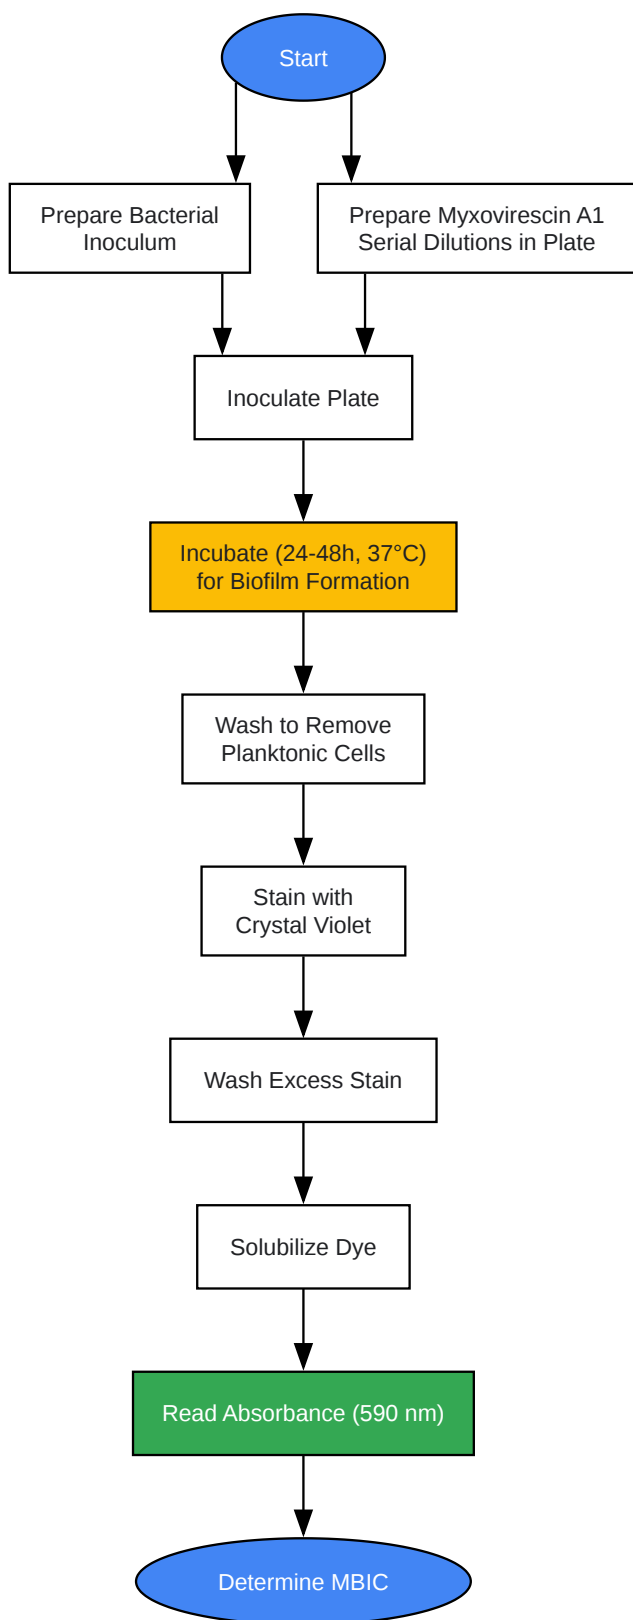 Start
Prepare Bacterial
Inoculum
Prepare Myxovirescin A1
Serial Dilutions in Plate
Inoculate Plate
Incubate (24-48h, 37°C)
for Biofilm Formation
Wash to Remove
Planktonic Cells
Stain with
Crystal Violet
Wash Excess Stain
Solubilize Dye
Read Absorbance (590 nm)
Determine MBIC